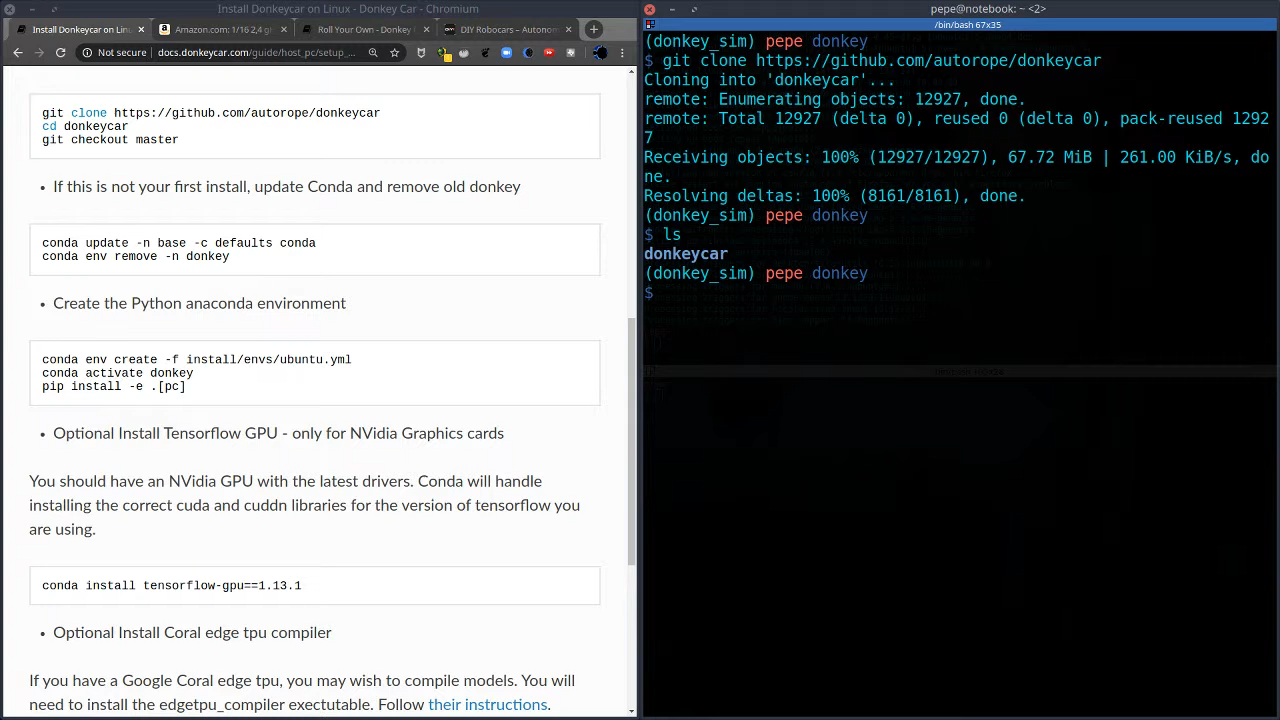 Install Donkeycar on Linux - Donkey Car - Chromium
Install Donkeycar on Linux
Amazon.com: 1/16 2,4 g
Roll Your Own - Donkey
DIY Robocars – Autonom
Not secure | docs.donkeycar.com/guide/host_pc/setup_...
git clone https://github.com/autorope/donkeycar
cd donkeycar
git checkout master
• If this is not your first install, update Conda and remove old donkey
conda update -n base -c defaults conda
conda env remove -n donkey
• Create the Python anaconda environment
conda env create -f install/envs/ubuntu.yml
conda activate donkey
pip install -e .[pc]
• Optional Install Tensorflow GPU - only for NVidia Graphics cards
You should have an NVidia GPU with the latest drivers. Conda will handle
installing the correct cuda and cuddn libraries for the version of tensorflow you
are using.
conda install tensorflow-gpu==1.13.1
• Optional Install Coral edge tpu compiler
If you have a Google Coral edge tpu, you may wish to compile models. You will
need to install the edgetpu_compiler exectutable. Follow their instructions.
pepe@notebook: ~ <2>
/bin/bash 67x35
(donkey_sim) pepe donkey
$ git clone https://github.com/autorope/donkeycar
Cloning into 'donkeycar'...
remote: Enumerating objects: 12927, done.
remote: Total 12927 (delta 0), reused 0 (delta 0), pack-reused 1292
7
Receiving objects: 100% (12927/12927), 67.72 MiB | 261.00 KiB/s, do
ne.
Resolving deltas: 100% (8161/8161), done.
(donkey_sim) pepe donkey
$ ls
donkeycar
(donkey_sim) pepe donkey
$